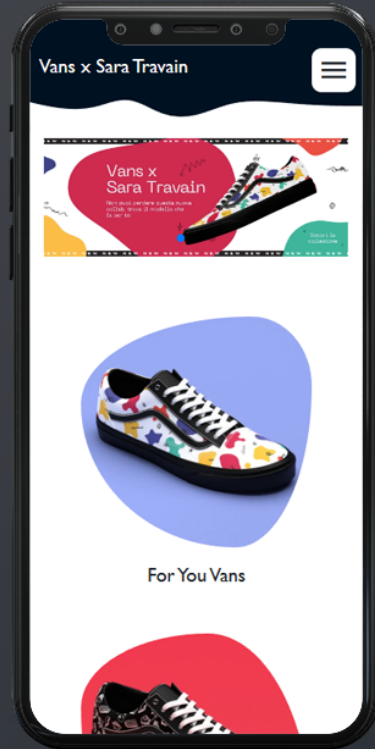 Vans x Sara Travain
Vans x
Sara Travain
Non puoi perdere questa nuova
collab, trova il modello che
fa per te
Scopri la
collezione
For You Vans